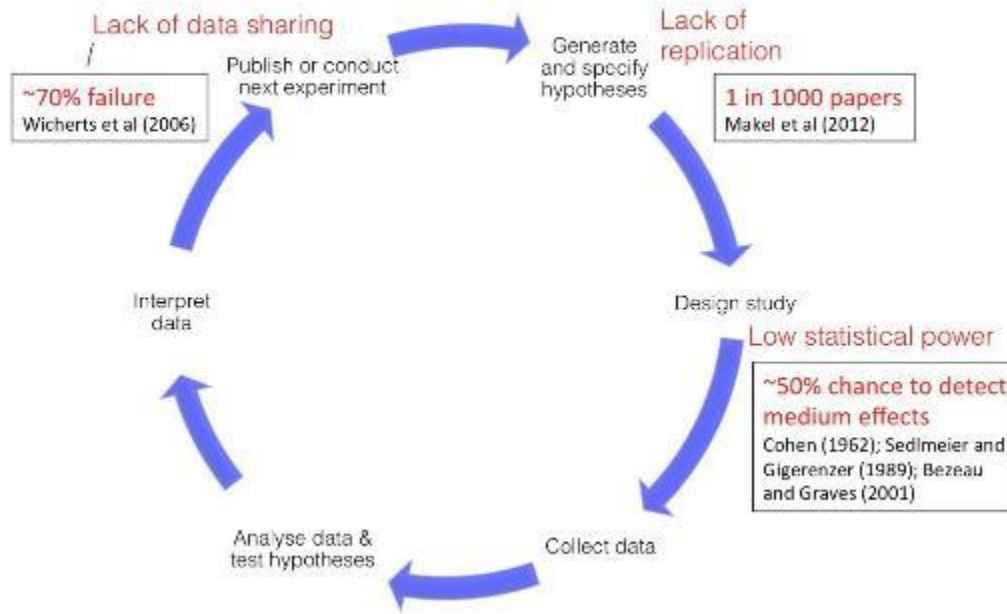 Lack of data sharing
~70% failure
Wicherts et al (2006)
Publish or conduct
next experiment
Generate
and specify
hypotheses
Lack of
replication
1 in 1000 papers
Makel et al (2012)
Interpret
data
Design study
Low statistical power
~50% chance to detect
medium effects
Cohen (1962); Sedlmeier and
Gigerenzer (1989); Bezeau
and Graves (2001)
Analyse data &
test hypotheses
Collect data